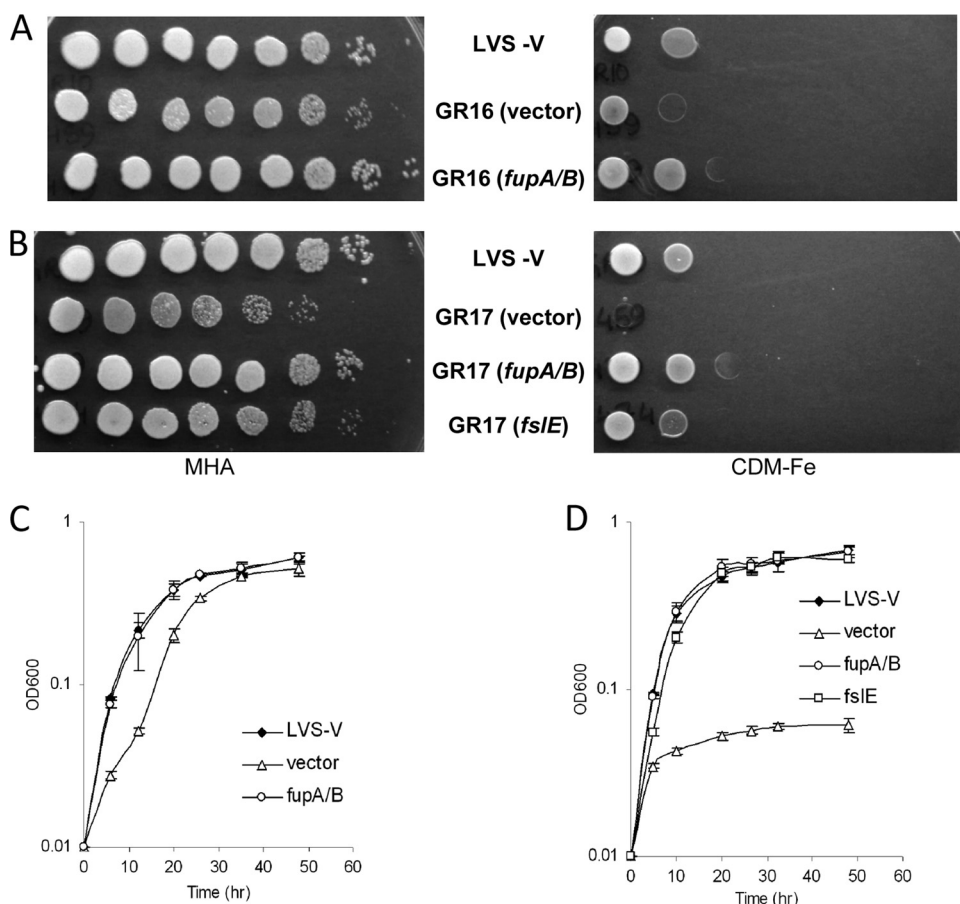 A
LVS -V
GR16 (vector)
GR16 (fupA/B)
B
LVS -V
GR17 (vector)
GR17 (fupA/B)
GR17 (fslE)
MHA
CDM-Fe
C
1
0.1
0.01
OD600
0 10 20 30 40 50 60
Time (hr)
LVS-V
vector
fupA/B
D
1
0.1
0.01
OD600
0 10 20 30 40 50 60
Time (hr)
LVS-V
vector
fupA/B
fslE